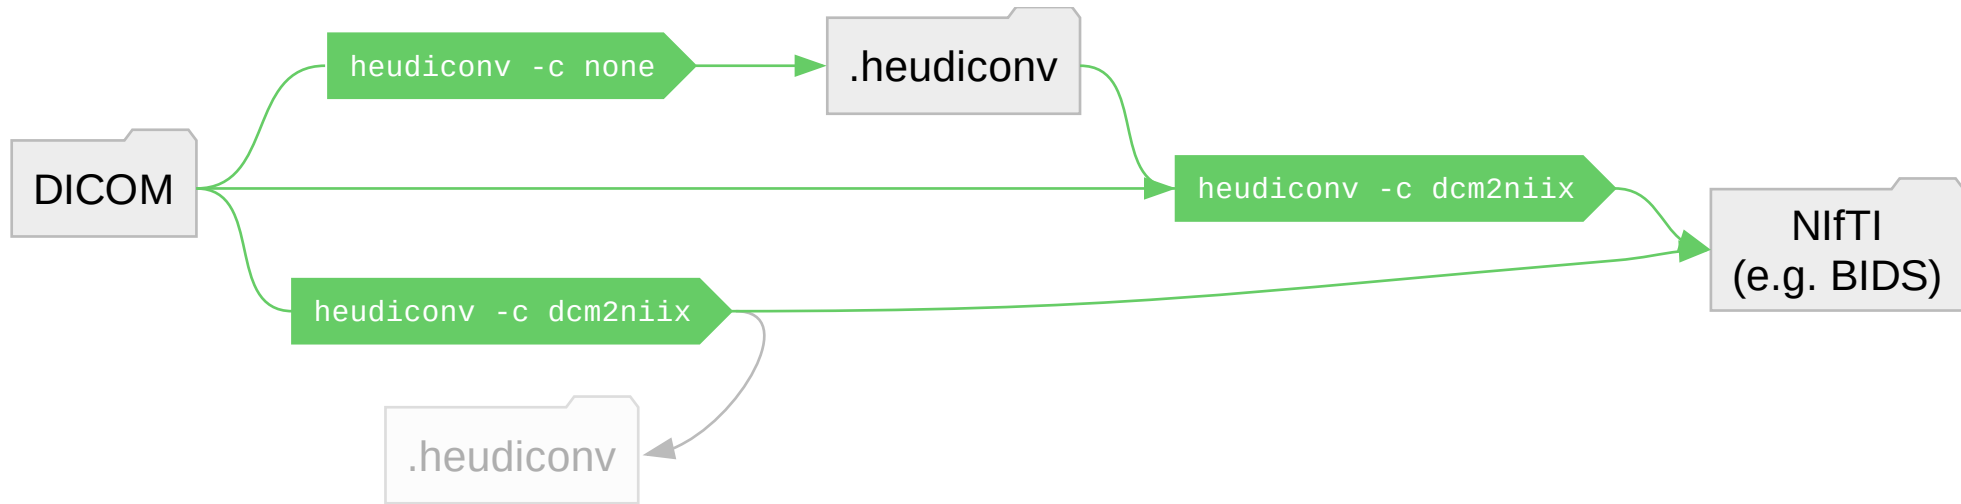 heudiconv -c none
.heudiconv
DICOM
heudiconv -c dcm2niix
NIfTI
(e.g. BIDS)
heudiconv -c dcm2niix
.heudiconv